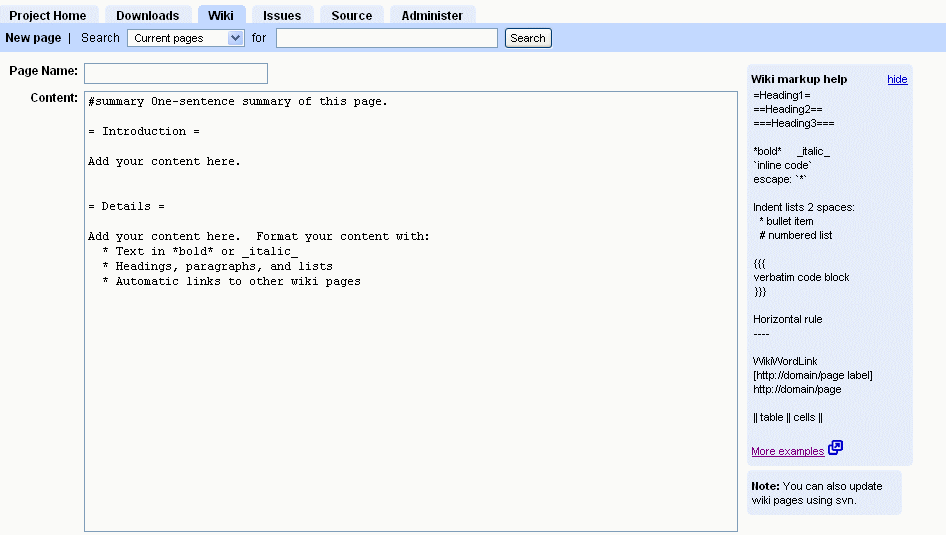 Project Home Downloads Wiki Issues Source Administer
New page | Search Current pages for Search
Page Name:
Content:
#summary One-sentence summary of this page.
= Introduction =
Add your content here.
= Details =
Add your content here.  Format your content with:
  * Text in *bold* or _italic_
  * Headings, paragraphs, and lists
  * Automatic links to other wiki pages
Wiki markup help hide
=Heading1=
==Heading2==
===Heading3===
*bold* _italic_
`inline code`
escape: `*`
Indent lists 2 spaces:
  * bullet item
  # numbered list
{{{
verbatim code block
}}}
Horizontal rule
----
WikiWordLink
[http://domain/page label]
http://domain/page
|| table || cells ||
More examples
Note: You can also update
wiki pages using svn.